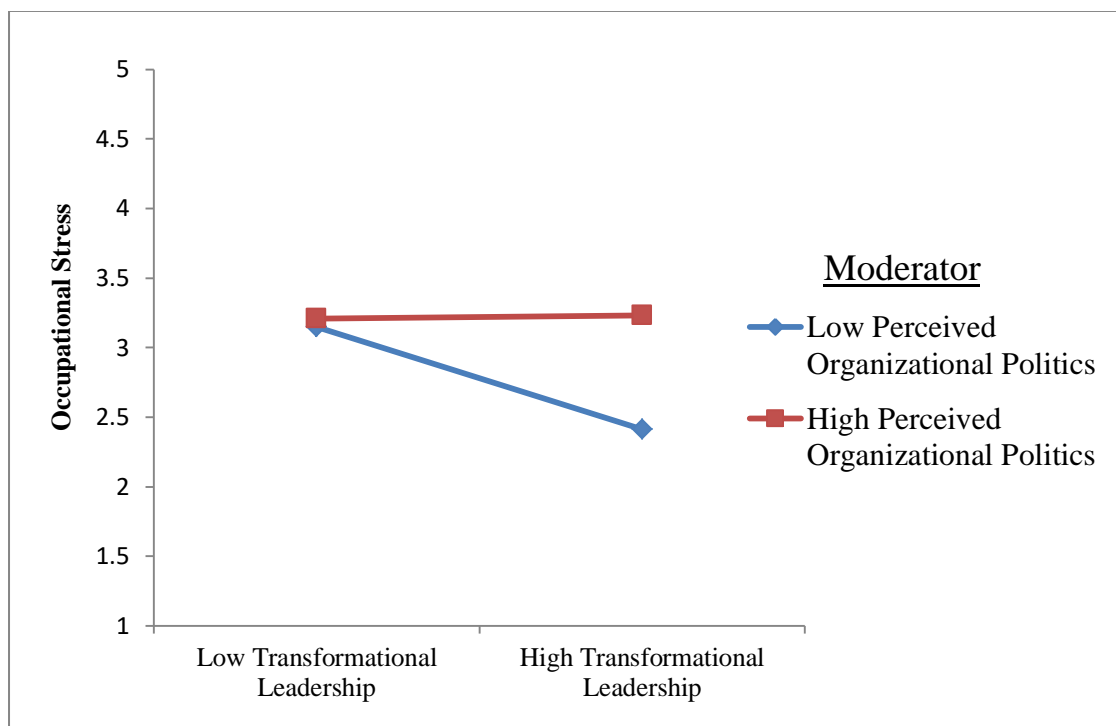 5
4.5
4
3.5
3
2.5
2
1.5
1
Occupational Stress
Low Transformational
Leadership
High Transformational
Leadership
Moderator
Low Perceived
Organizational Politics
High Perceived
Organizational Politics